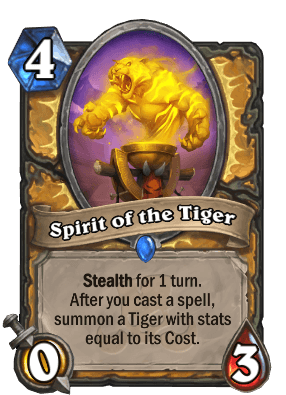 4
Spirit of the Tiger
Stealth for 1 turn.
After you cast a spell,
summon a Tiger with stats
equal to its Cost.
0
3